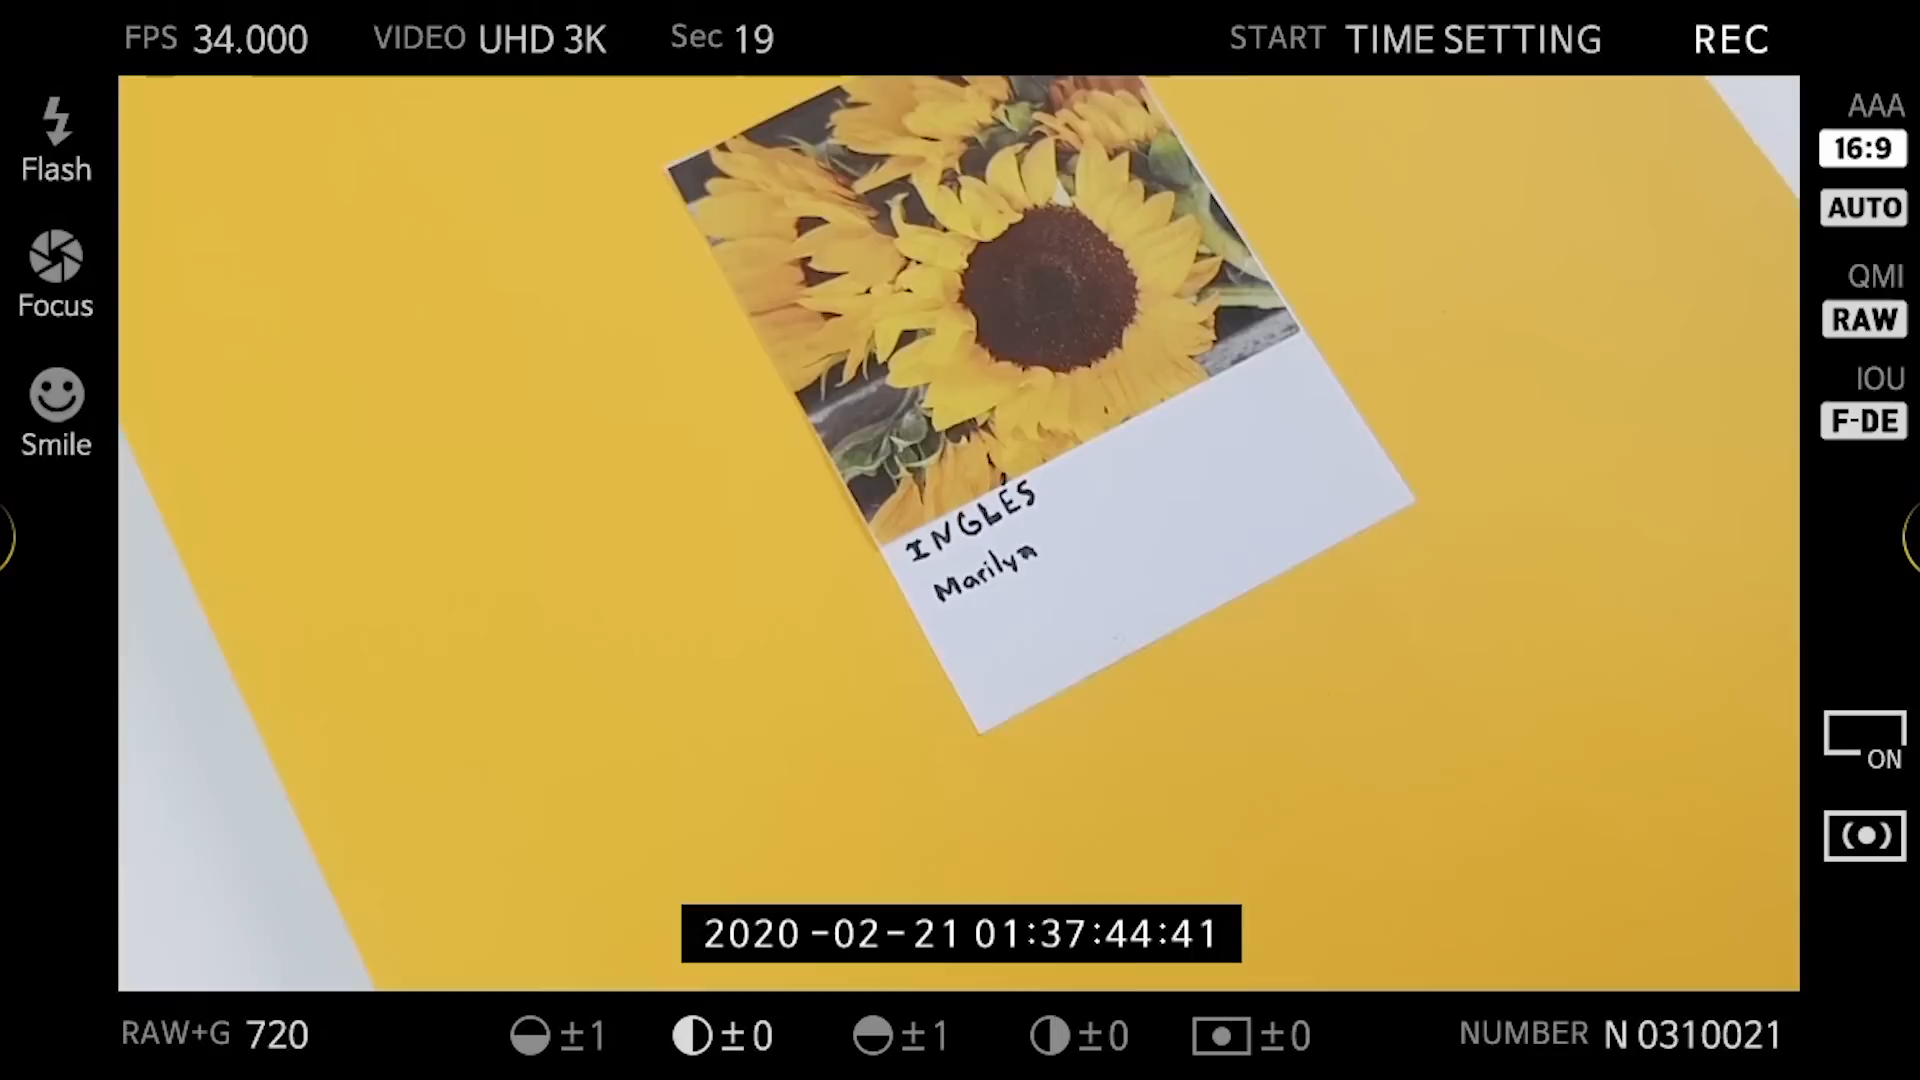 FPS 34.000 VIDEO UHD 3K Sec 19 START TIME SETTING REC
Flash
Focus
Smile
AAA
16:9
AUTO
QMI
RAW
IOU
F-DE
INGLÉS
Marilyn
ON
2020-02-21 01:37:44:41
RAW+G 720 ±1 ±0 ±1 ±0 ±0 NUMBER N 0310021